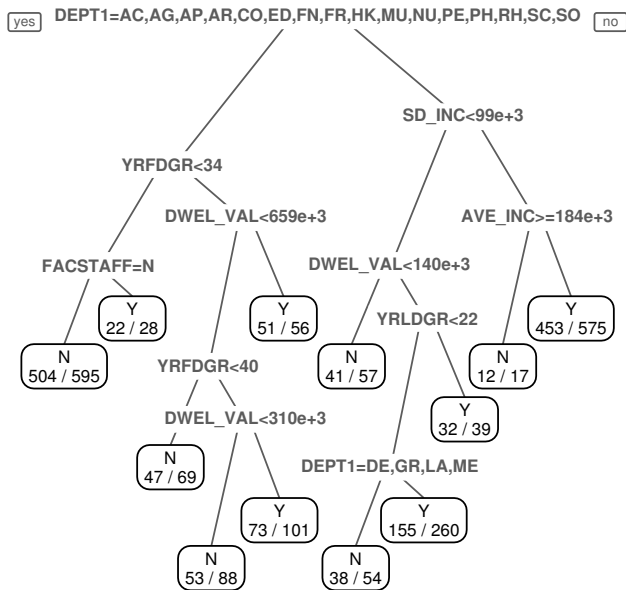 yes DEPT1=AC,AG,AP,AR,CO,ED,FN,FR,HK,MU,NU,PE,PH,RH,SC,SO no
SD_INC<99e+3
YRFDGR<34
DWEL_VAL<659e+3
AVE_INC>=184e+3
FACSTAFF=N
DWEL_VAL<140e+3
Y
22 / 28
Y
51 / 56
Y
453 / 575
YRLDGR<22
N
504 / 595
YRFDGR<40
N
41 / 57
N
12 / 17
Y
32 / 39
DWEL_VAL<310e+3
N
47 / 69
DEPT1=DE,GR,LA,ME
Y
73 / 101
Y
155 / 260
N
53 / 88
N
38 / 54